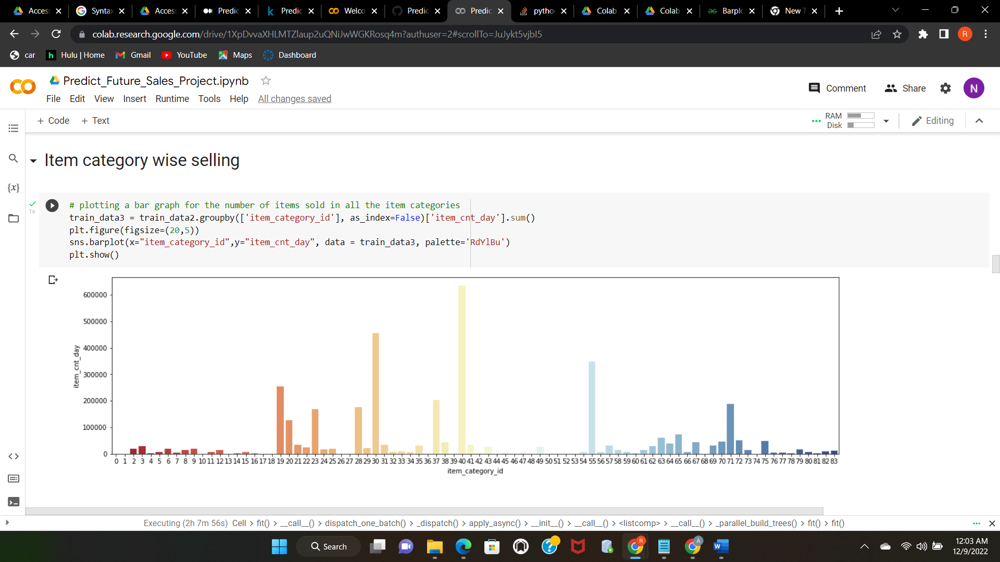 Access
Syntax
Access
Predic
Predic
Welco
Predic
Predic
pytho
Colab
Colab
Barplo
New T
colab.research.google.com/drive/1XpDvvaXHLMTZlaup2uQNiJwWGKRosq4m?authuser=2#scrollTo=JuJykt5vjbI5
R
car
h Hulu | Home
Gmail
YouTube
Maps
Dashboard
Predict_Future_Sales_Project.ipynb
Comment
Share
N
File Edit View Insert Runtime Tools Help All changes saved
+ Code + Text
RAM
Disk
Editing
Item category wise selling
{x}
1s
# plotting a bar graph for the number of items sold in all the item categories
train_data3 = train_data2.groupby(['item_category_id'], as_index=False)['item_cnt_day'].sum()
plt.figure(figsize=(20,5))
sns.barplot(x="item_category_id",y="item_cnt_day", data = train_data3, palette='RdYlBu')
plt.show()
600000
500000
400000
300000
200000
100000
0
item_cnt_day
0 1 2 3 4 5 6 7 8 9 10 11 12 13 14 15 16 17 18 19 20 21 22 23 24 25 26 27 28 29 30 31 32 33 34 35 36 37 38 39 40 41 42 43 44 45 46 47 48 49 50 51 52 53 54 55 56 57 58 59 60 61 62 63 64 65 66 67 68 69 70 71 72 73 74 75 76 77 78 79 80 81 82 83
item_category_id
Executing (2h 7m 56s) Cell > fit() > __call__() > dispatch_one_batch() > _dispatch() > apply_async() > __init__() > __call__() > <listcomp> > __call__() > _parallel_build_trees() > fit() > fit()
Search
R
A
W
12:03 AM
12/9/2022